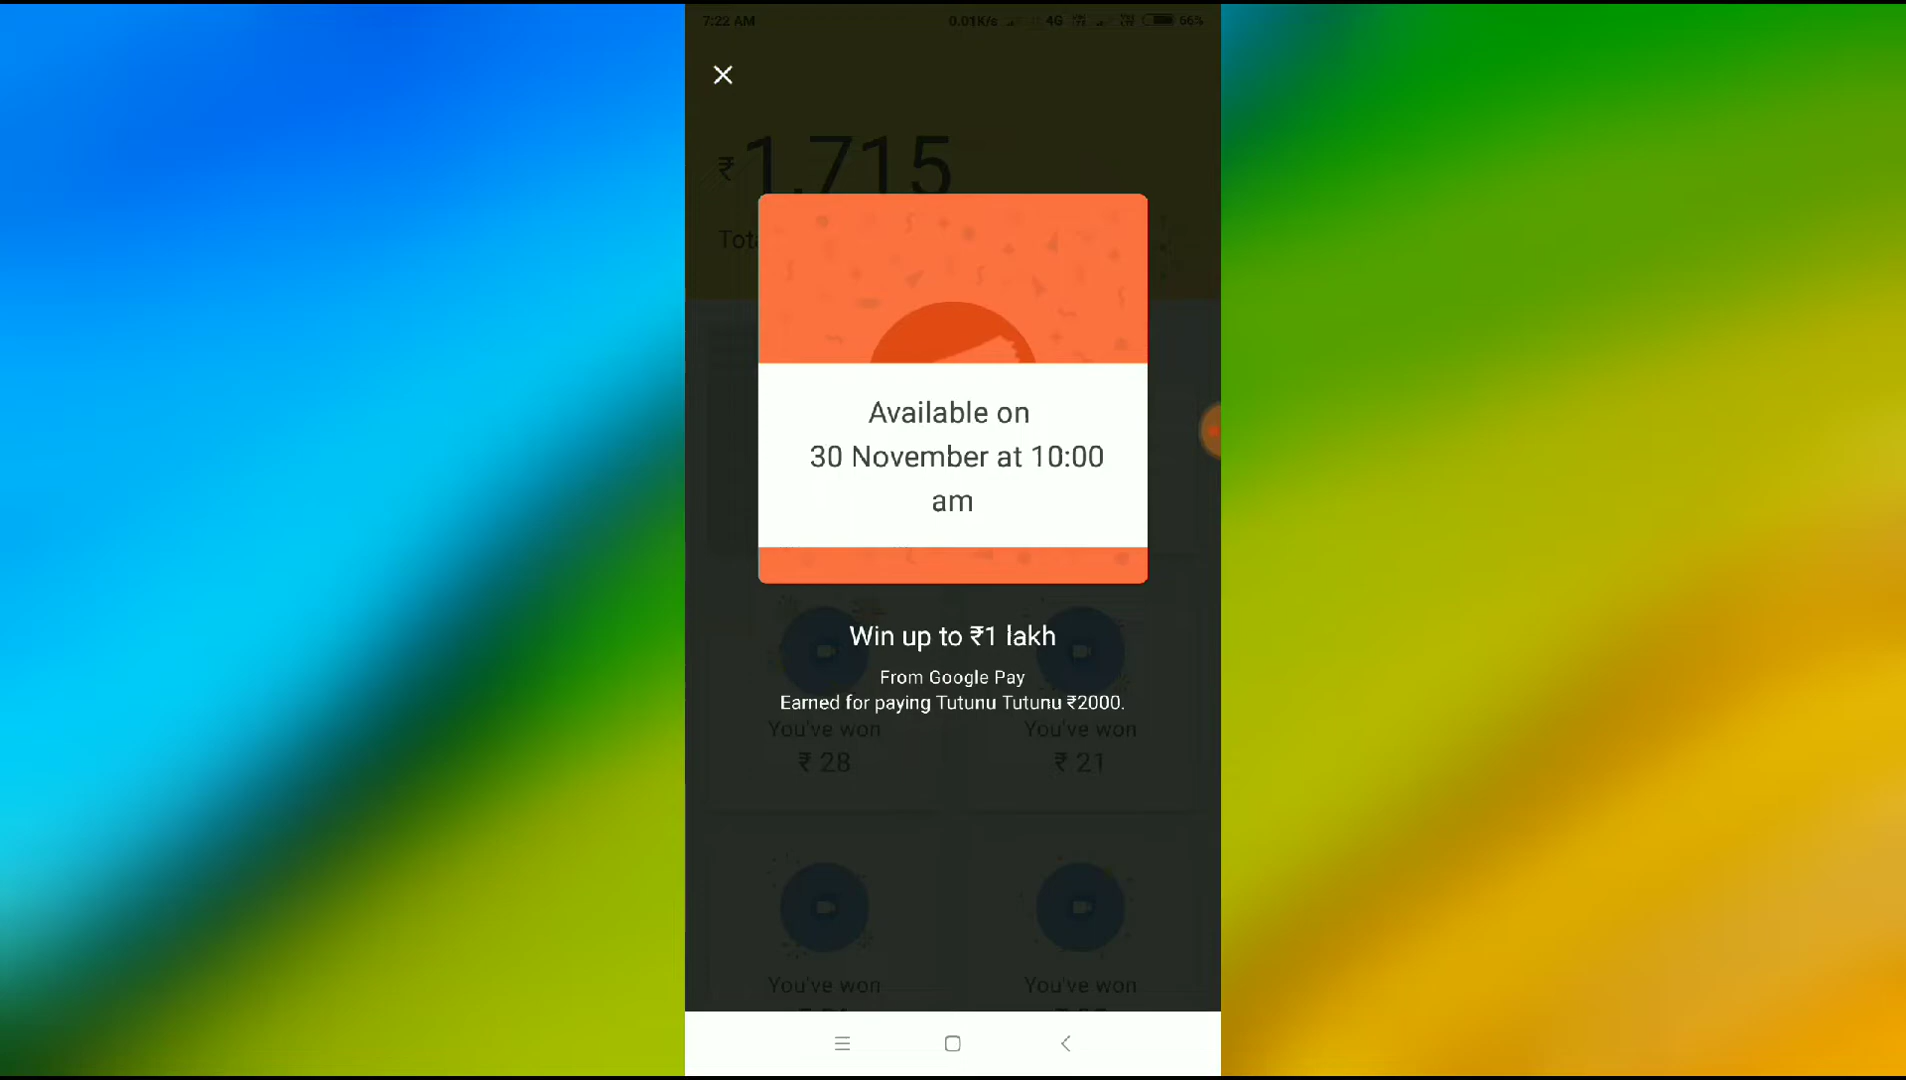 7:22 AM
0.01K/s 4G 66%
₹ 1,715
Available on
30 November at 10:00
am
Win up to ₹1 lakh
From Google Pay
Earned for paying Tutunu Tutunu ₹2000.
You've won
₹ 28
You've won
₹ 21
You've won
You've won